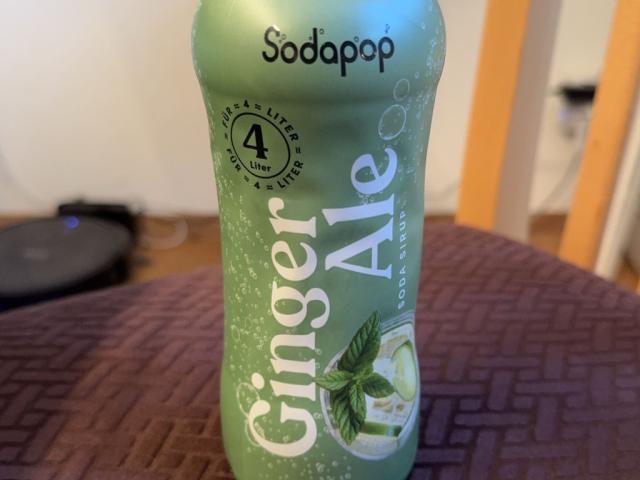 Sodapop
FÜR = 4 = LITER = FÜR = 4 = LITER =
4
Liter
Ginger
Ale
SODA SIRUP